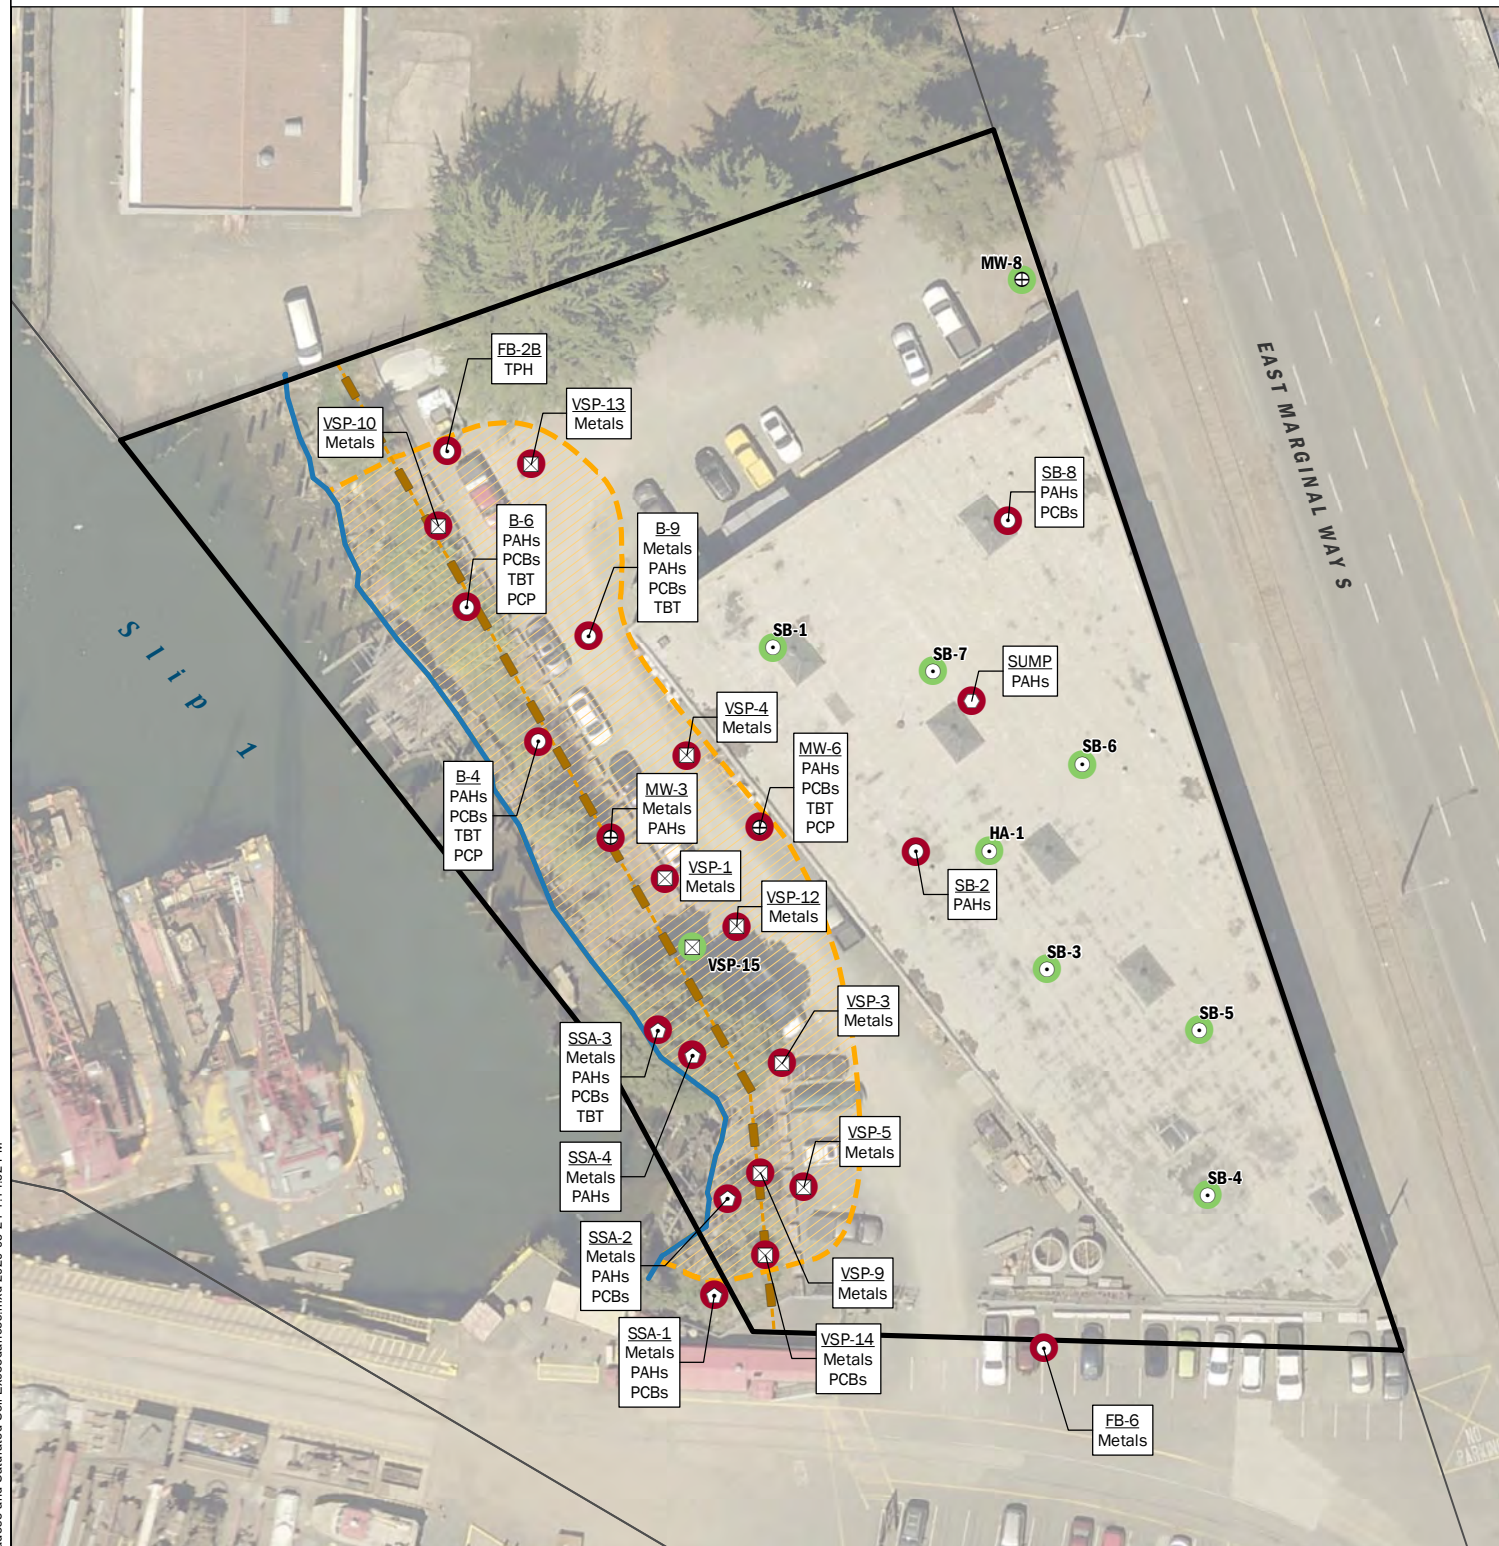 MW-8
EAST MARGINAL WAY S
FB-2B
TPH
VSP-13
Metals
VSP-10
Metals
SB-8
PAHs
PCBs
B-6
PAHs
PCBs
TBT
PCP
B-9
Metals
PAHs
PCBs
TBT
Slip 1
SB-1
SB-7
SUMP
PAHs
VSP-4
Metals
SB-6
MW-6
PAHs
PCBs
TBT
PCP
B-4
PAHs
PCBs
TBT
PCP
MW-3
Metals
PAHs
HA-1
VSP-1
Metals
SB-2
PAHs
VSP-12
Metals
VSP-15
SB-3
VSP-3
Metals
SB-5
SSA-3
Metals
PAHs
PCBs
TBT
VSP-5
Metals
SSA-4
Metals
PAHs
SB-4
SSA-2
Metals
PAHs
PCBs
VSP-9
Metals
SSA-1
Metals
PAHs
PCBs
VSP-14
Metals
PCBs
FB-6
Metals
NO
PARKING